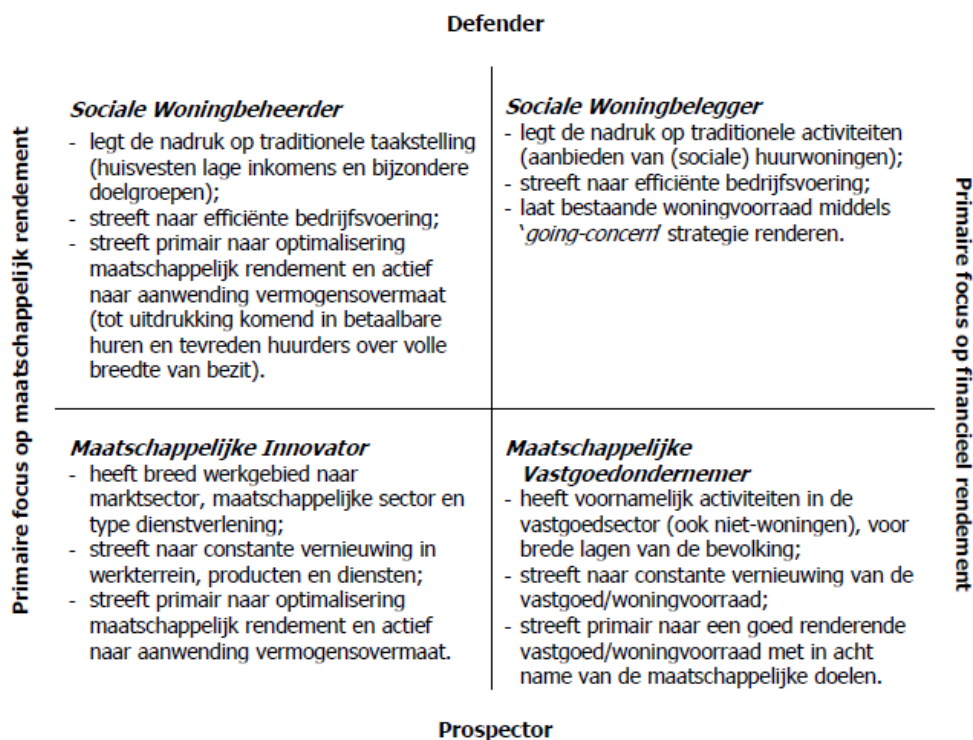 Defender
Primaire focus op maatschappelijk rendement
Sociale Woningbeheerder
- legt de nadruk op traditionele taakstelling
(huisvesten lage inkomens en bijzondere
doelgroepen);
- streeft naar efficiënte bedrijfsvoering;
- streeft primair naar optimalisering
maatschappelijk rendement en actief
naar aanwending vermogensovermaat
(tot uitdrukking komend in betaalbare
huren en tevreden huurders over volle
breedte van bezit).
Sociale Woningbelegger
- legt de nadruk op traditionele activiteiten
(aanbieden van (sociale) huurwoningen);
- streeft naar efficiënte bedrijfsvoering;
- laat bestaande woningvoorraad middels
‘going-concern’ strategie renderen.
Primaire focus op financieel rendement
Maatschappelijke Innovator
- heeft breed werkgebied naar
marktsector, maatschappelijke sector en
type dienstverlening;
- streeft naar constante vernieuwing in
werkterrein, producten en diensten;
- streeft primair naar optimalisering
maatschappelijk rendement en actief
naar aanwending vermogensovermaat.
Maatschappelijke
Vastgoedondernemer
- heeft voornamelijk activiteiten in de
vastgoedsector (ook niet-woningen), voor
brede lagen van de bevolking;
- streeft naar constante vernieuwing van de
vastgoed/woningvoorraad;
- streeft primair naar een goed renderende
vastgoed/woningvoorraad met in acht
name van de maatschappelijke doelen.
Prospector